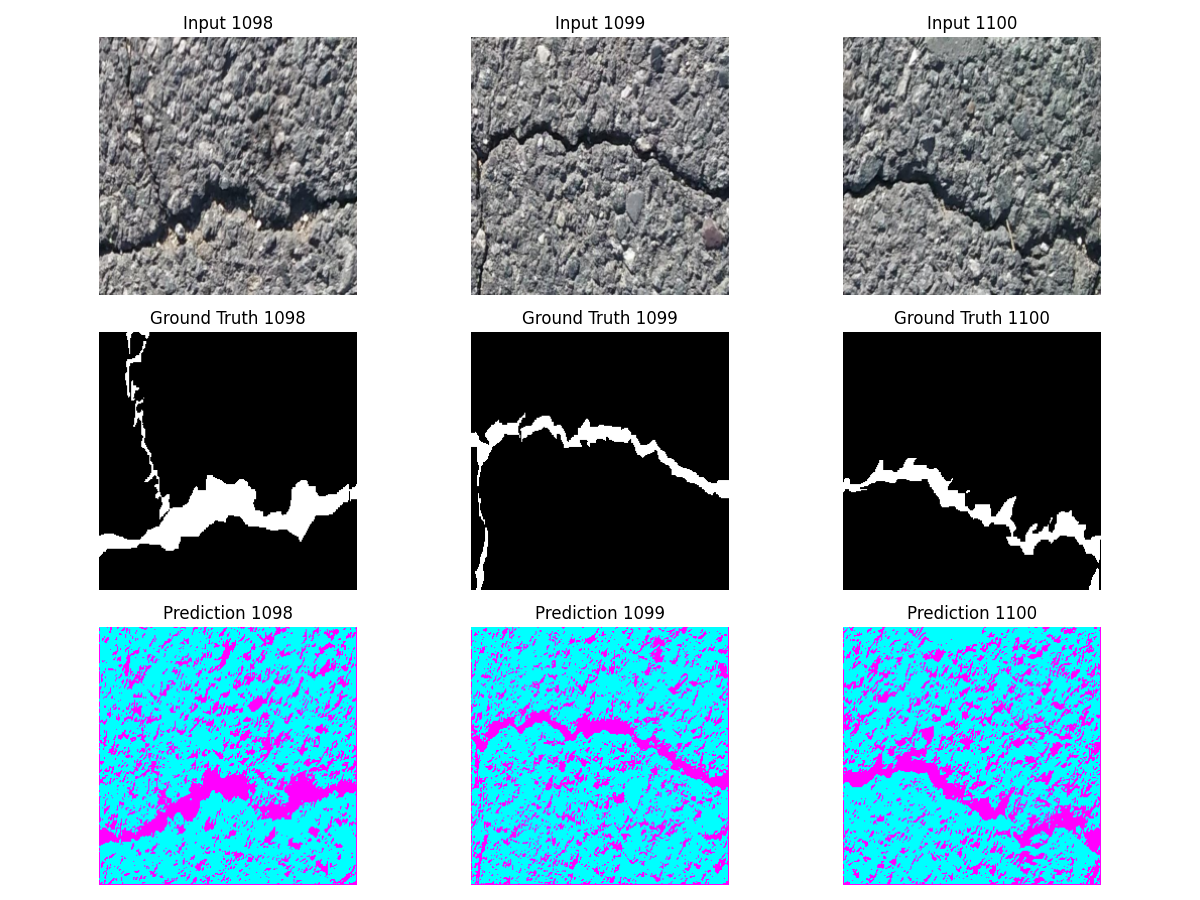 Input 1098
Input 1099
Input 1100
Ground Truth 1098
Ground Truth 1099
Ground Truth 1100
Prediction 1098
Prediction 1099
Prediction 1100